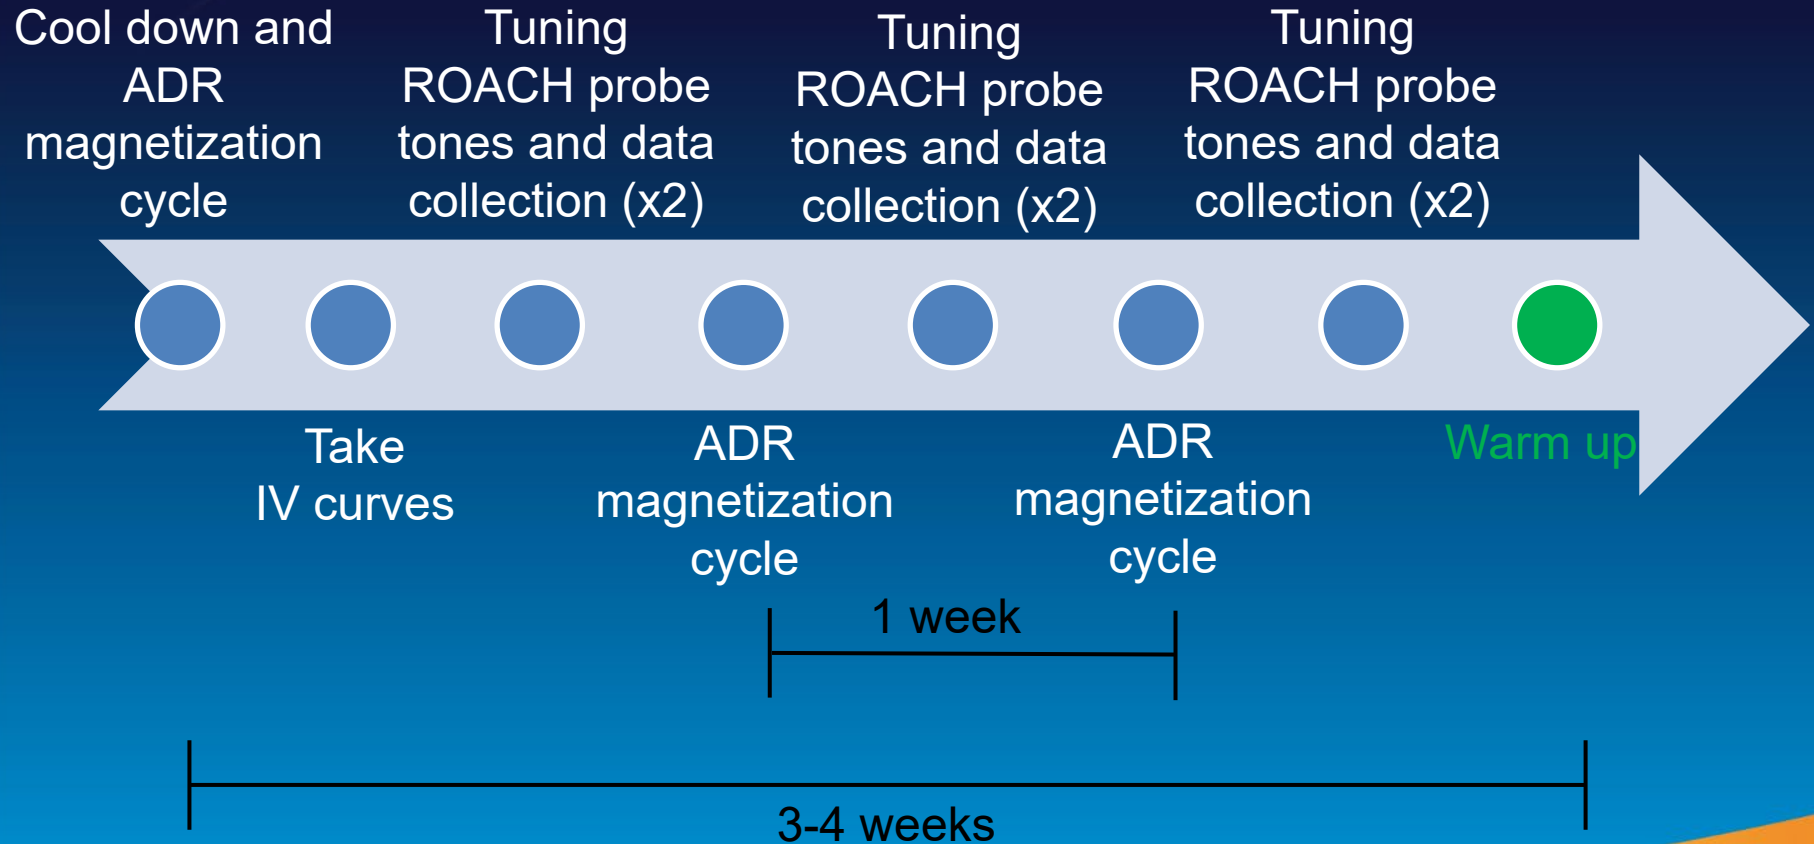 Cool down and
ADR
magnetization
cycle
Tuning
ROACH probe
tones and data
collection (x2)
Tuning
ROACH probe
tones and data
collection (x2)
Tuning
ROACH probe
tones and data
collection (x2)
Take
IV curves
ADR
magnetization
cycle
ADR
magnetization
cycle
Warm up
1 week
3-4 weeks